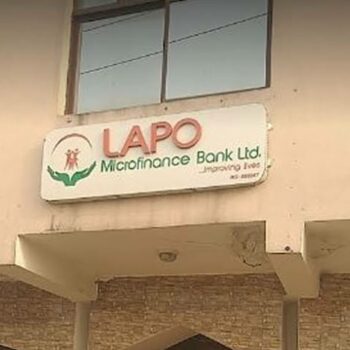 LAPO
Microfinance Bank Ltd.
...Improving lives